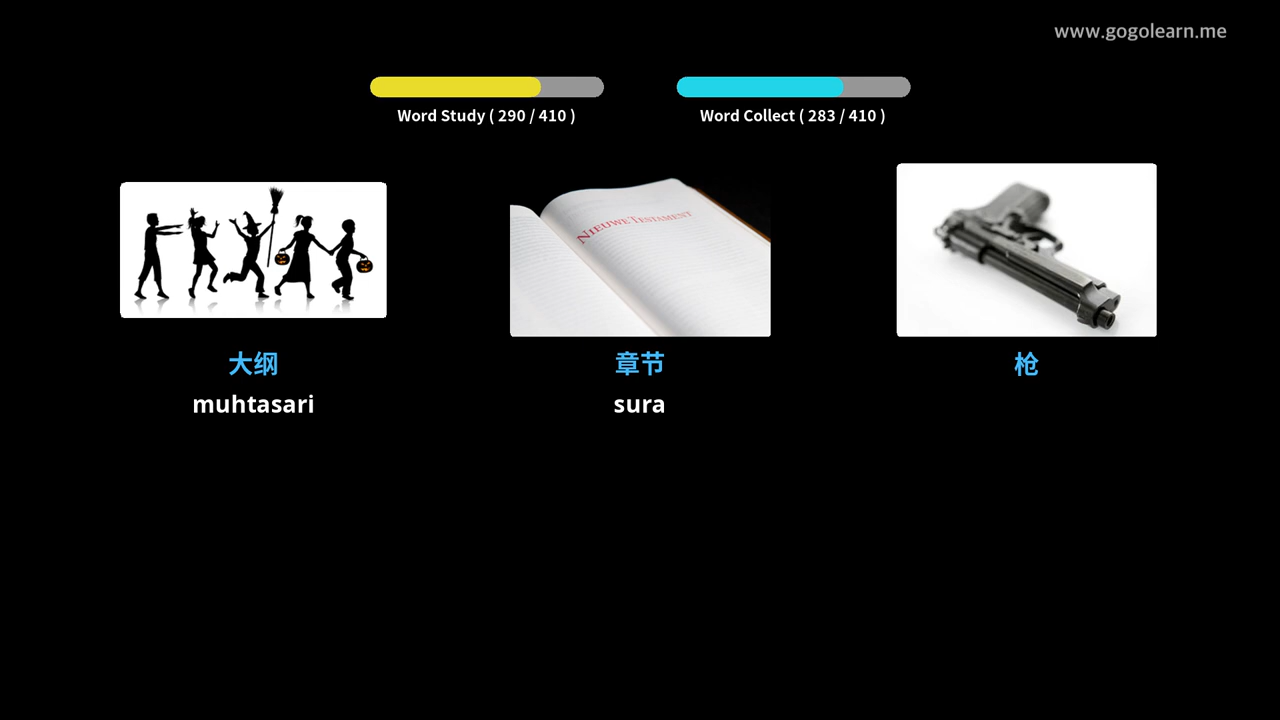 www.gogolearn.me
Word Study ( 290 / 410 )
Word Collect ( 283 / 410 )
NIEUWE TESTAMENT
大纲
章节
枪
muhtasari
sura